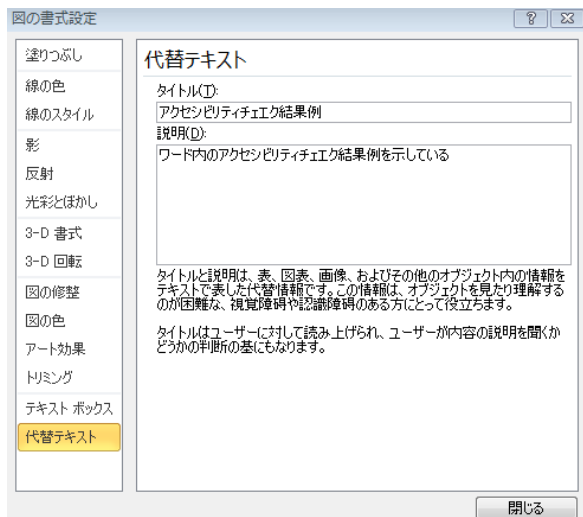 図の書式設定
塗りつぶし
線の色
線のスタイル
影
反射
光彩とぼかし
3-D 書式
3-D 回転
図の修整
図の色
アート効果
トリミング
テキスト ボックス
代替テキスト
代替テキスト
タイトル(T):
アクセシビリティチェエク結果例
説明(D):
ワード内のアクセシビリティチェエク結果例を示している
タイトルと説明は、表、図表、画像、およびその他のオブジェクト内の情報を
テキストで表した代替情報です。この情報は、オブジェクトを見たり理解する
のが困難な、視覚障碍や認識障碍のある方にとって役立ちます。
タイトルはユーザーに対して読み上げられ、ユーザーが内容の説明を聞くか
どうかの判断の基にもなります。
閉じる